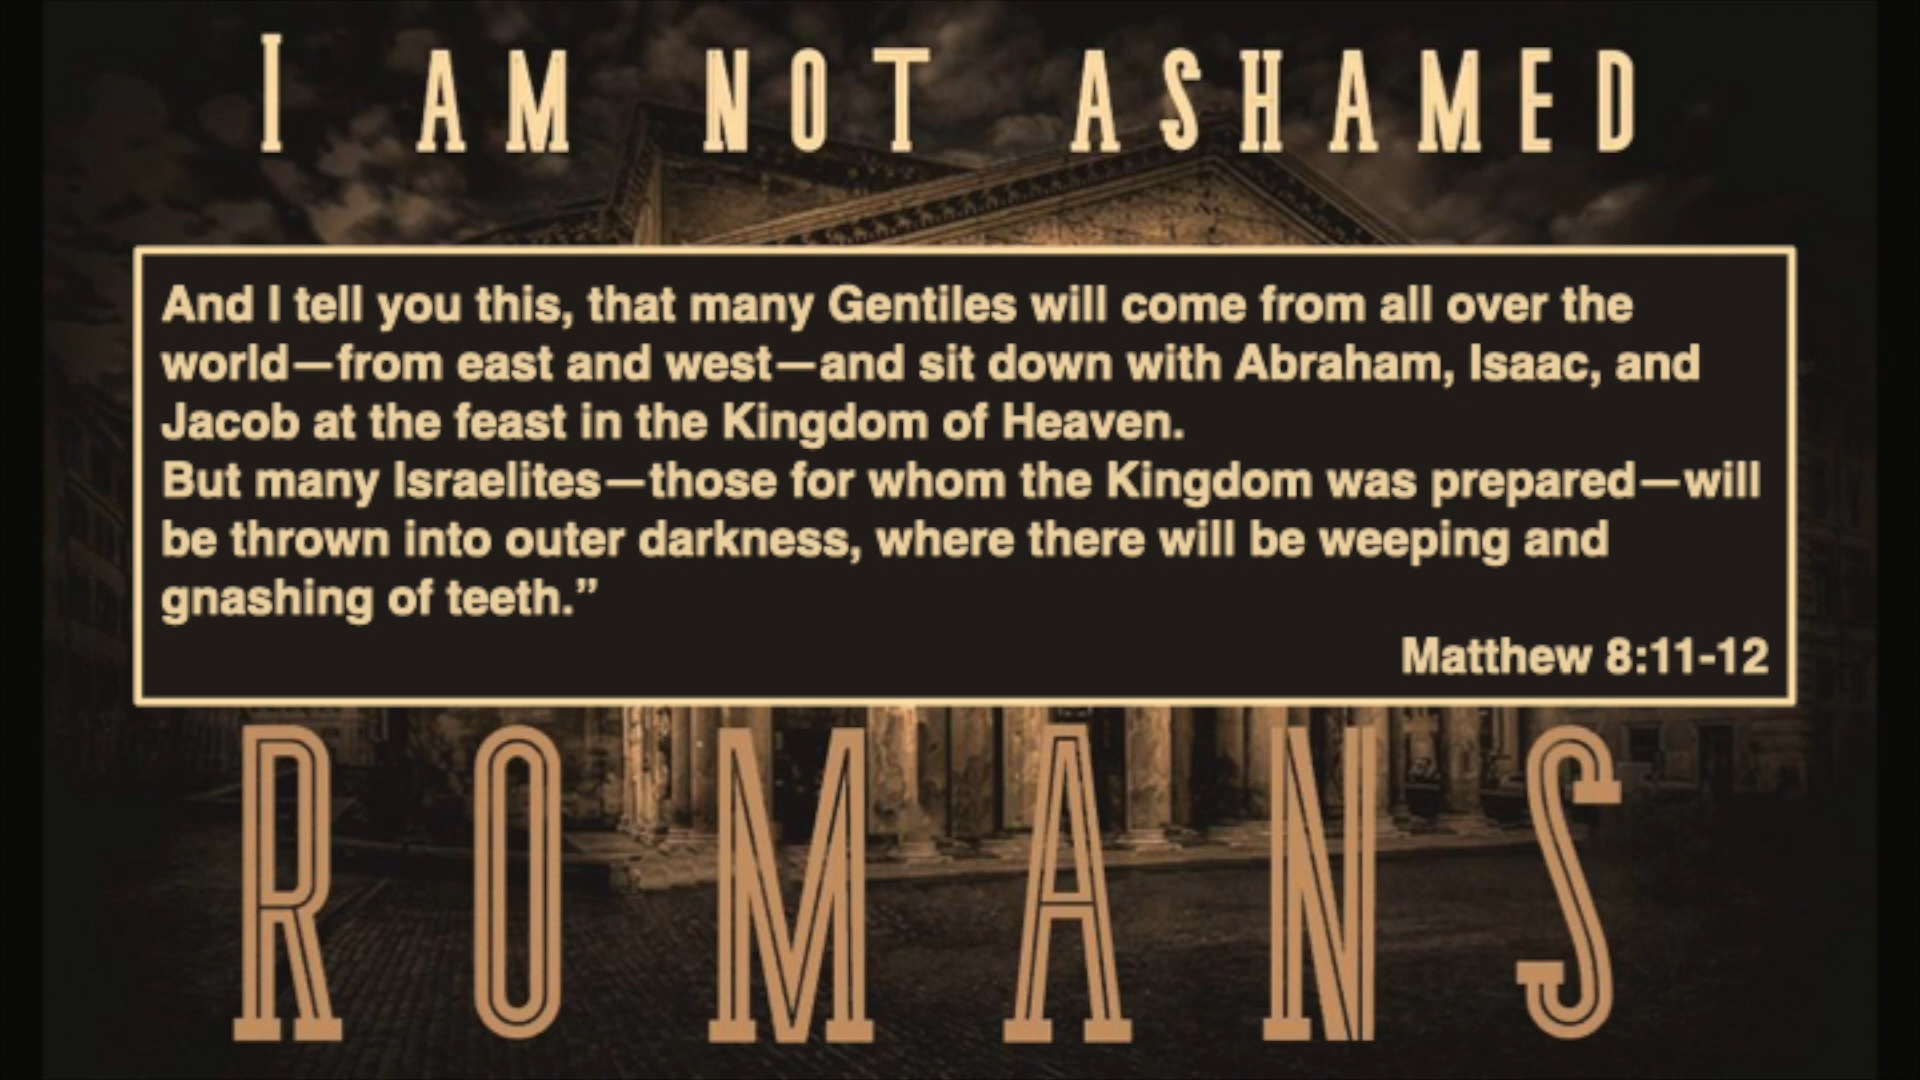 I AM NOT ASHAMED
And I tell you this, that many Gentiles will come from all over the
world—from east and west—and sit down with Abraham, Isaac, and
Jacob at the feast in the Kingdom of Heaven.
But many Israelites—those for whom the Kingdom was prepared—will
be thrown into outer darkness, where there will be weeping and
gnashing of teeth.”
Matthew 8:11-12
ROMANS